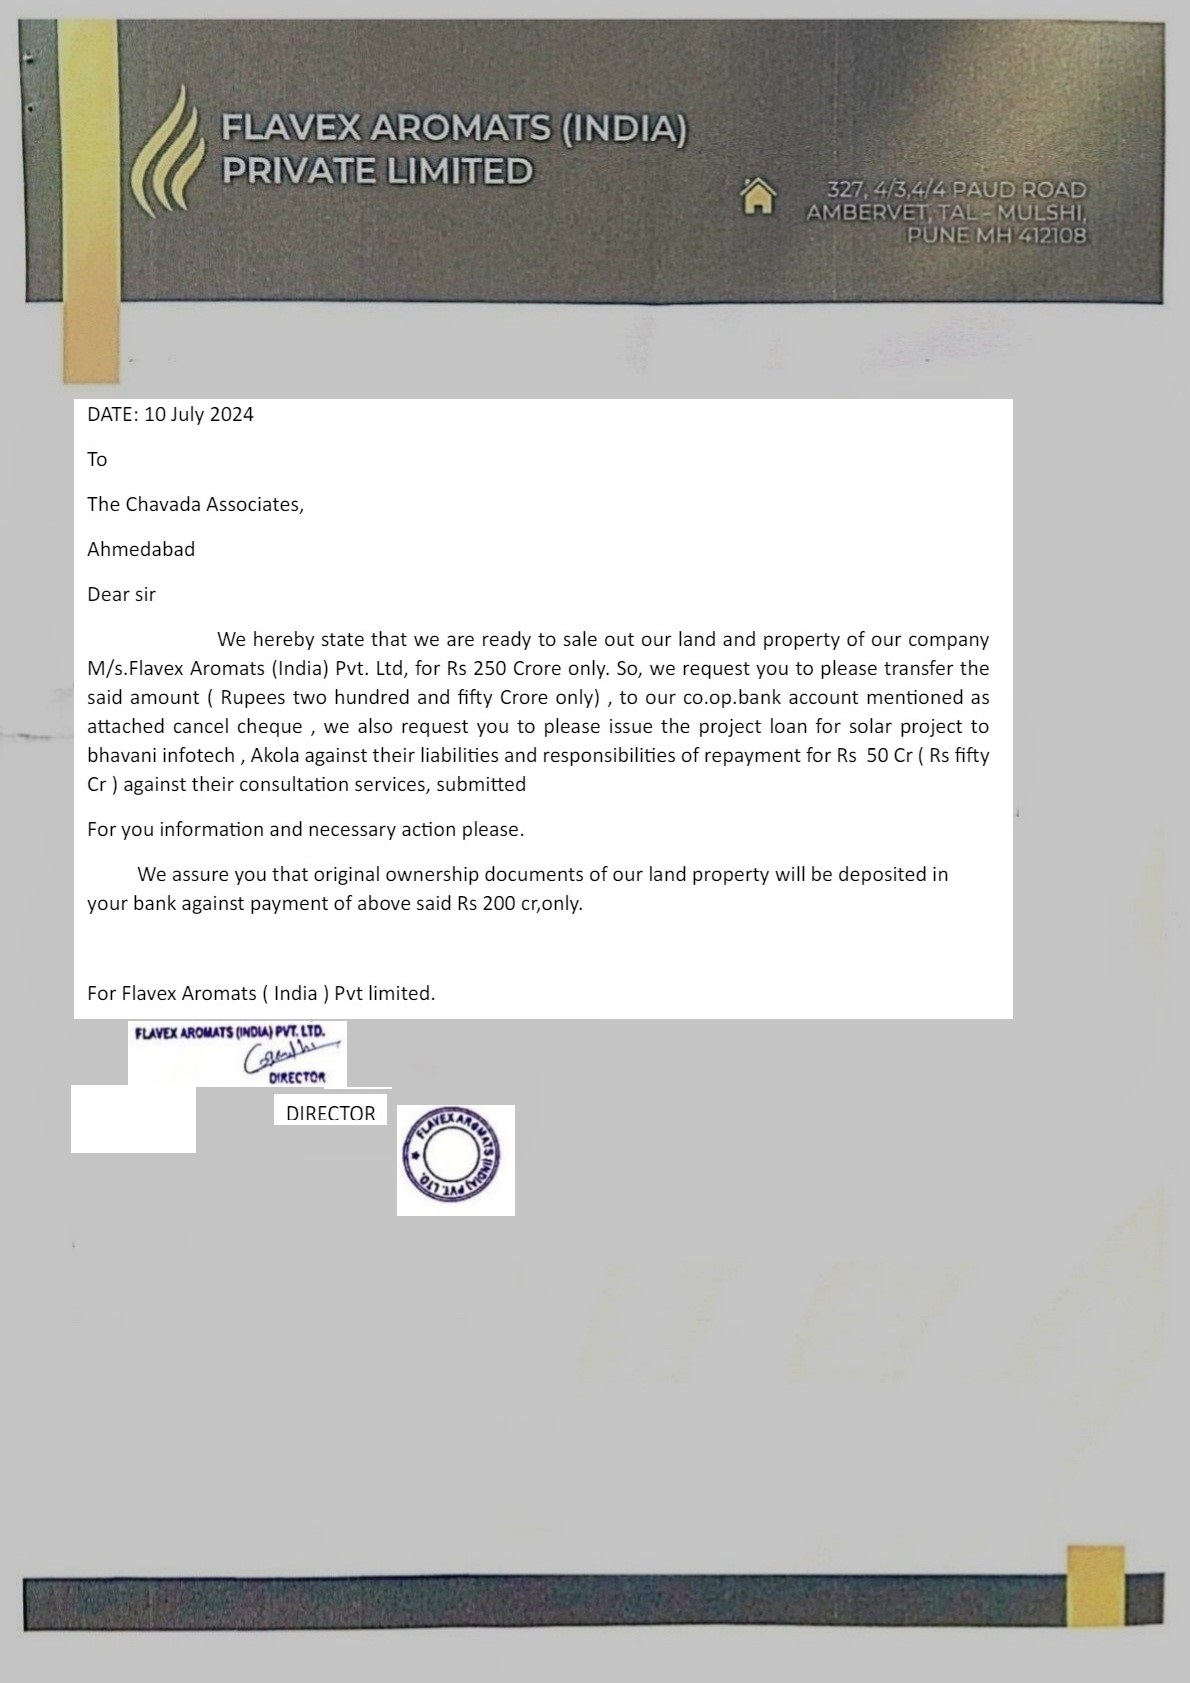 FLAVEX AROMATS (INDIA)
PRIVATE LIMITED
327, 4/3,4/4 PAUD ROAD
AMBERVET, TAL - MULSHI,
PUNE MH 412108
DATE: 10 July 2024
To
The Chavada Associates,
Ahmedabad
Dear sir
We hereby state that we are ready to sale out our land and property of our company
M/s.Flavex Aromats (India) Pvt. Ltd, for Rs 250 Crore only. So, we request you to please transfer the
said amount ( Rupees two hundred and fifty Crore only) , to our co.op.bank account mentioned as
attached cancel cheque , we also request you to please issue the project loan for solar project to
bhavani infotech , Akola against their liabilities and responsibilities of repayment for Rs  50 Cr ( Rs fifty
Cr ) against their consultation services, submitted
For you information and necessary action please.
We assure you that original ownership documents of our land property will be deposited in
your bank against payment of above said Rs 200 cr,only.
For Flavex Aromats ( India ) Pvt limited.
FLAVEX AROMATS (INDIA) PVT. LTD.
DIRECTOR
DIRECTOR
FLAVEX AROMATS (INDIA) PVT. LTD.